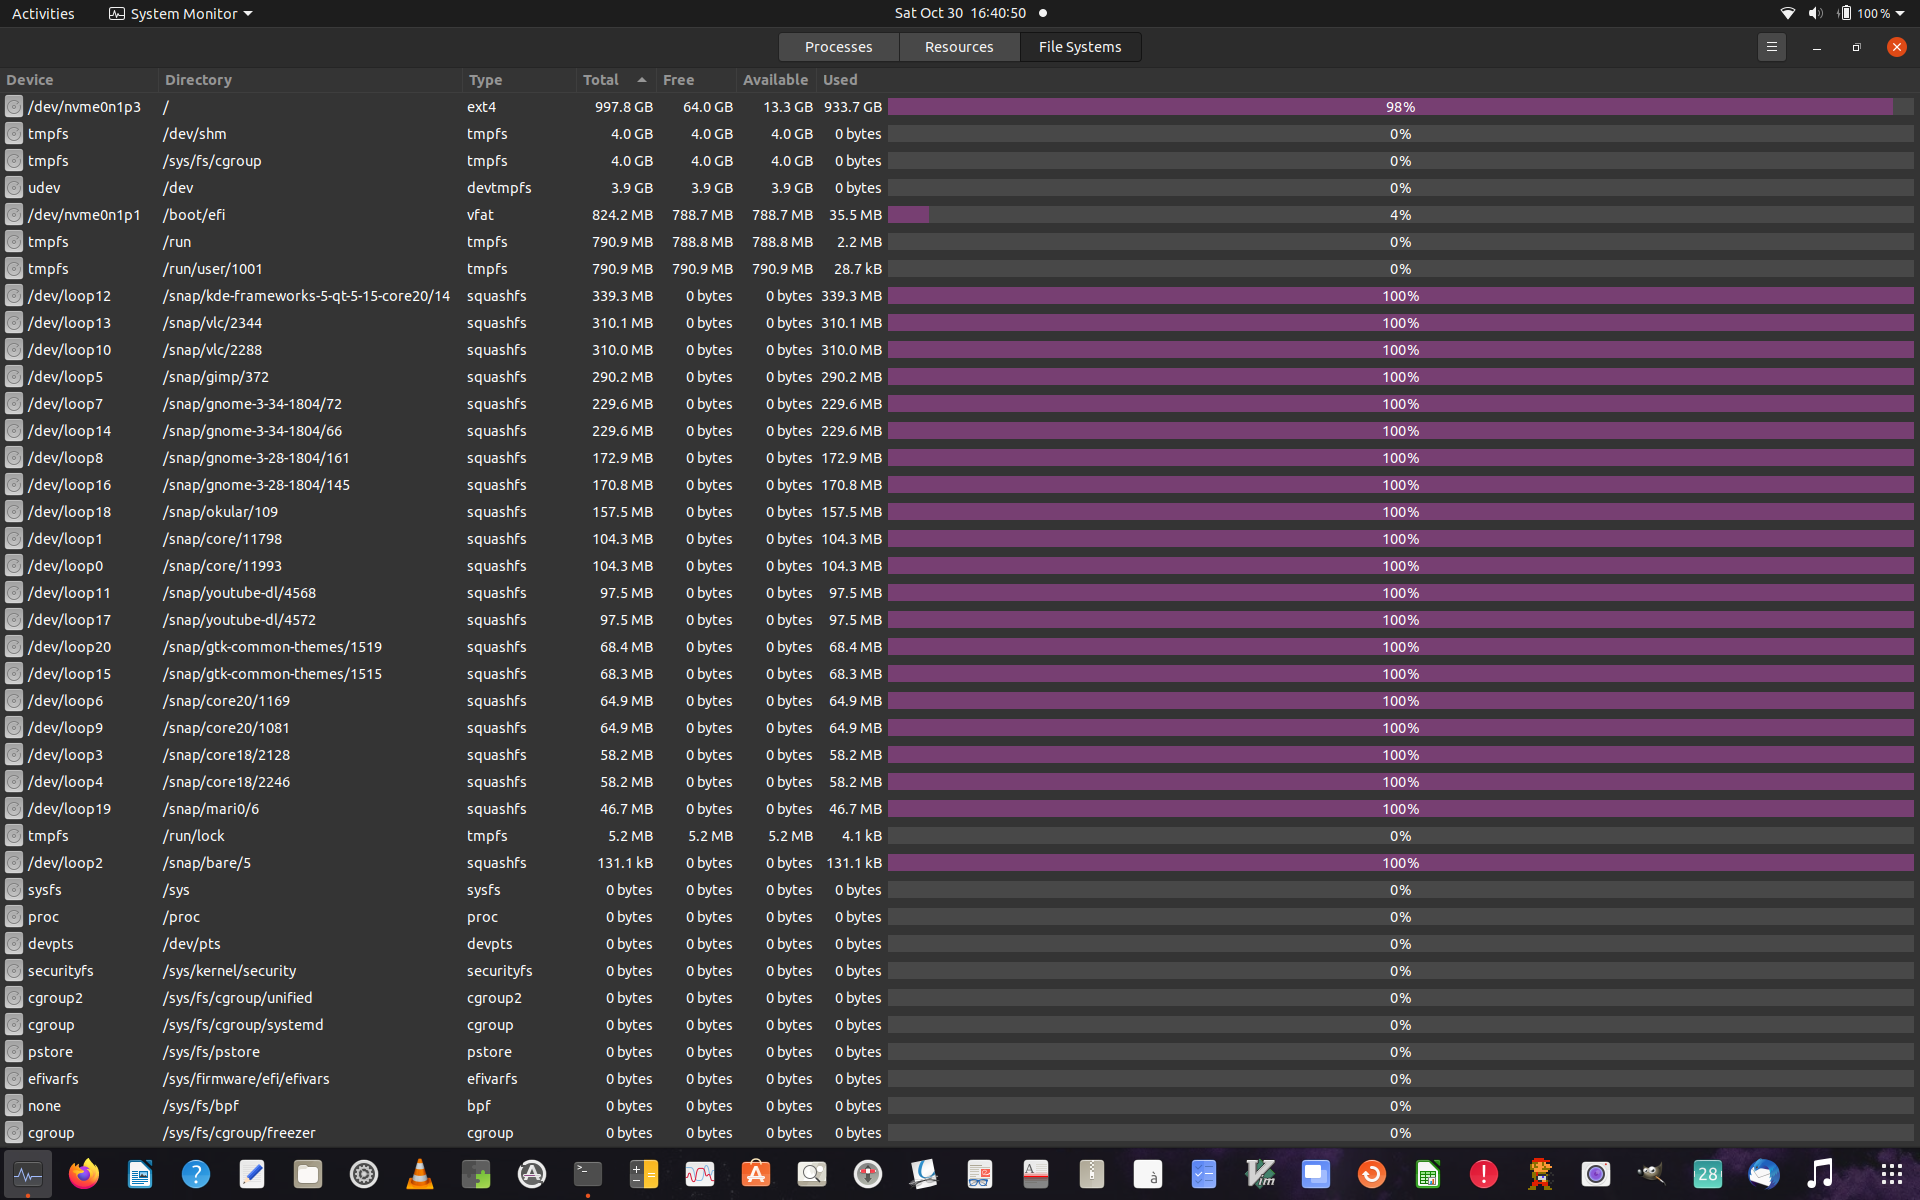 Activities System Monitor Sat Oct 30 16:40:50 100 %
Processes Resources File Systems
Device Directory Type Total Free Available Used
/dev/nvme0n1p3 / ext4 997.8 GB 64.0 GB 13.3 GB 933.7 GB 98%
tmpfs /dev/shm tmpfs 4.0 GB 4.0 GB 4.0 GB 0 bytes 0%
tmpfs /sys/fs/cgroup tmpfs 4.0 GB 4.0 GB 4.0 GB 0 bytes 0%
udev /dev devtmpfs 3.9 GB 3.9 GB 3.9 GB 0 bytes 0%
/dev/nvme0n1p1 /boot/efi vfat 824.2 MB 788.7 MB 788.7 MB 35.5 MB 4%
tmpfs /run tmpfs 790.9 MB 788.8 MB 788.8 MB 2.2 MB 0%
tmpfs /run/user/1001 tmpfs 790.9 MB 790.9 MB 790.9 MB 28.7 kB 0%
/dev/loop12 /snap/kde-frameworks-5-qt-5-15-core20/14 squashfs 339.3 MB 0 bytes 0 bytes 339.3 MB 100%
/dev/loop13 /snap/vlc/2344 squashfs 310.1 MB 0 bytes 0 bytes 310.1 MB 100%
/dev/loop10 /snap/vlc/2288 squashfs 310.0 MB 0 bytes 0 bytes 310.0 MB 100%
/dev/loop5 /snap/gimp/372 squashfs 290.2 MB 0 bytes 0 bytes 290.2 MB 100%
/dev/loop7 /snap/gnome-3-34-1804/72 squashfs 229.6 MB 0 bytes 0 bytes 229.6 MB 100%
/dev/loop14 /snap/gnome-3-34-1804/66 squashfs 229.6 MB 0 bytes 0 bytes 229.6 MB 100%
/dev/loop8 /snap/gnome-3-28-1804/161 squashfs 172.9 MB 0 bytes 0 bytes 172.9 MB 100%
/dev/loop16 /snap/gnome-3-28-1804/145 squashfs 170.8 MB 0 bytes 0 bytes 170.8 MB 100%
/dev/loop18 /snap/okular/109 squashfs 157.5 MB 0 bytes 0 bytes 157.5 MB 100%
/dev/loop1 /snap/core/11798 squashfs 104.3 MB 0 bytes 0 bytes 104.3 MB 100%
/dev/loop0 /snap/core/11993 squashfs 104.3 MB 0 bytes 0 bytes 104.3 MB 100%
/dev/loop11 /snap/youtube-dl/4568 squashfs 97.5 MB 0 bytes 0 bytes 97.5 MB 100%
/dev/loop17 /snap/youtube-dl/4572 squashfs 97.5 MB 0 bytes 0 bytes 97.5 MB 100%
/dev/loop20 /snap/gtk-common-themes/1519 squashfs 68.4 MB 0 bytes 0 bytes 68.4 MB 100%
/dev/loop15 /snap/gtk-common-themes/1515 squashfs 68.3 MB 0 bytes 0 bytes 68.3 MB 100%
/dev/loop6 /snap/core20/1169 squashfs 64.9 MB 0 bytes 0 bytes 64.9 MB 100%
/dev/loop9 /snap/core20/1081 squashfs 64.9 MB 0 bytes 0 bytes 64.9 MB 100%
/dev/loop3 /snap/core18/2128 squashfs 58.2 MB 0 bytes 0 bytes 58.2 MB 100%
/dev/loop4 /snap/core18/2246 squashfs 58.2 MB 0 bytes 0 bytes 58.2 MB 100%
/dev/loop19 /snap/mari0/6 squashfs 46.7 MB 0 bytes 0 bytes 46.7 MB 100%
tmpfs /run/lock tmpfs 5.2 MB 5.2 MB 5.2 MB 4.1 kB 0%
/dev/loop2 /snap/bare/5 squashfs 131.1 kB 0 bytes 0 bytes 131.1 kB 100%
sysfs /sys sysfs 0 bytes 0 bytes 0 bytes 0%
proc /proc proc 0 bytes 0 bytes 0 bytes 0%
devpts /dev/pts devpts 0 bytes 0 bytes 0 bytes 0%
securityfs /sys/kernel/security securityfs 0 bytes 0 bytes 0 bytes 0%
cgroup2 /sys/fs/cgroup/unified cgroup2 0 bytes 0 bytes 0 bytes 0%
cgroup /sys/fs/cgroup/systemd cgroup 0 bytes 0 bytes 0 bytes 0%
pstore /sys/fs/pstore pstore 0 bytes 0 bytes 0 bytes 0%
efivarfs /sys/firmware/efi/efivars efivarfs 0 bytes 0 bytes 0 bytes 0%
none /sys/fs/bpf bpf 0 bytes 0 bytes 0 bytes 0%
cgroup /sys/fs/cgroup/freezer cgroup 0 bytes 0 bytes 0 bytes 0%
? A A à Vim 28